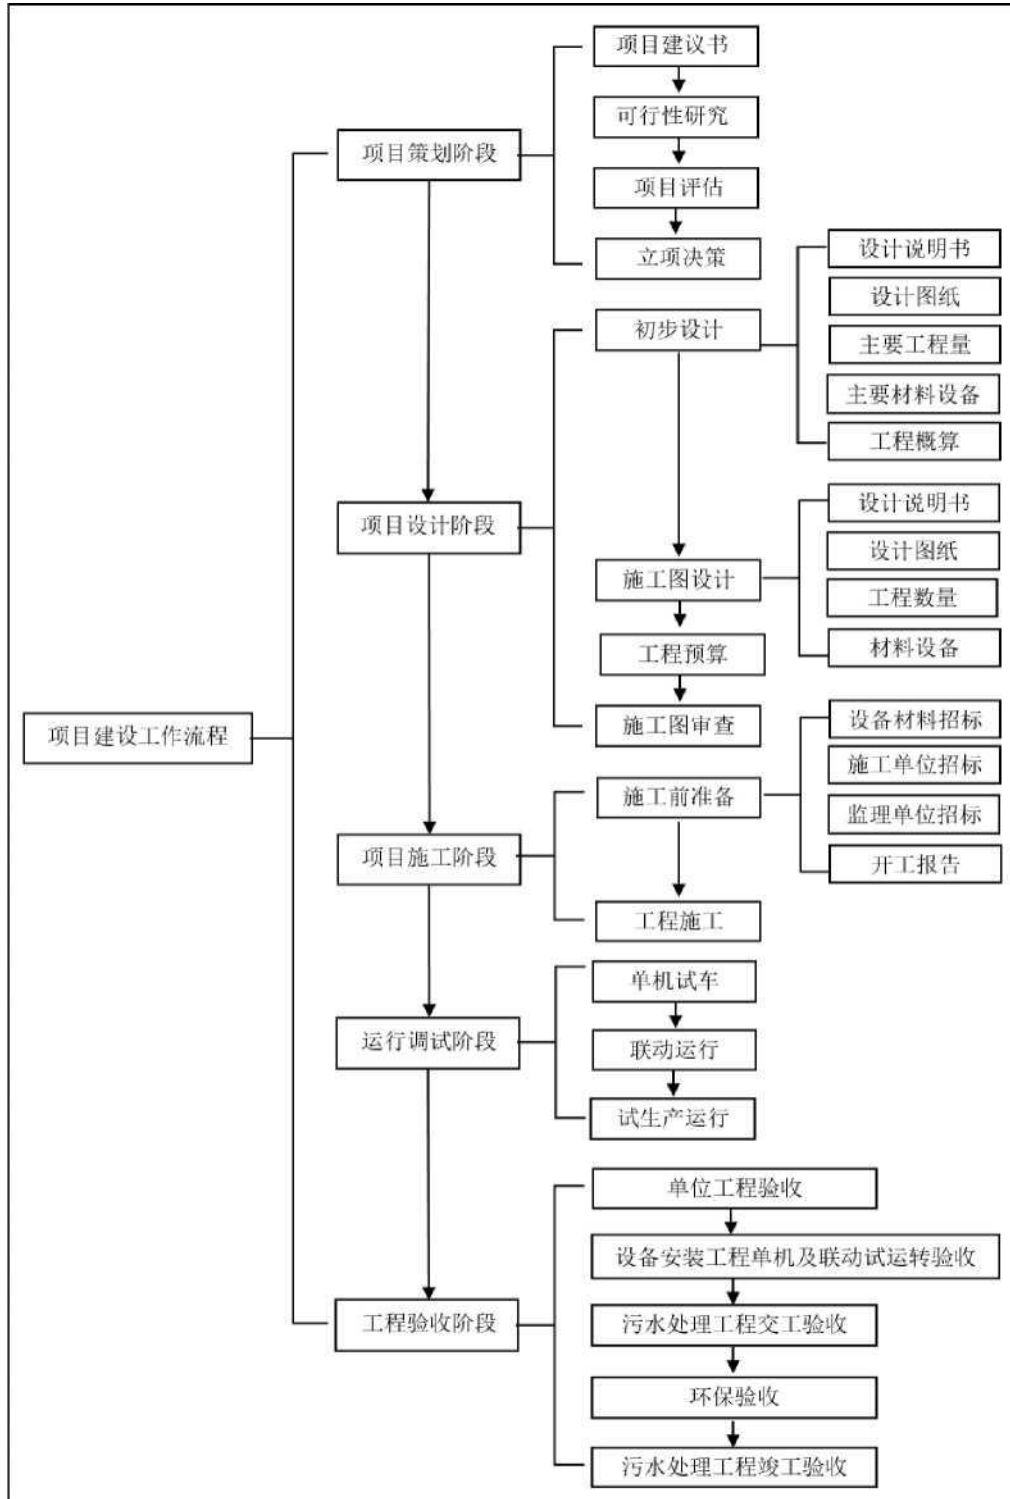 项目建设工作流程
项目策划阶段
项目建议书
可行性研究
项目评估
立项决策
项目设计阶段
初步设计
设计说明书
设计图纸
主要工程量
主要材料设备
工程概算
施工图设计
设计说明书
设计图纸
工程数量
材料设备
工程预算
施工图审查
项目施工阶段
施工前准备
设备材料招标
施工单位招标
监理单位招标
开工报告
工程施工
运行调试阶段
单机试车
联动运行
试生产运行
工程验收阶段
单位工程验收
设备安装工程单机及联动试运转验收
污水处理工程交工验收
环保验收
污水处理工程竣工验收